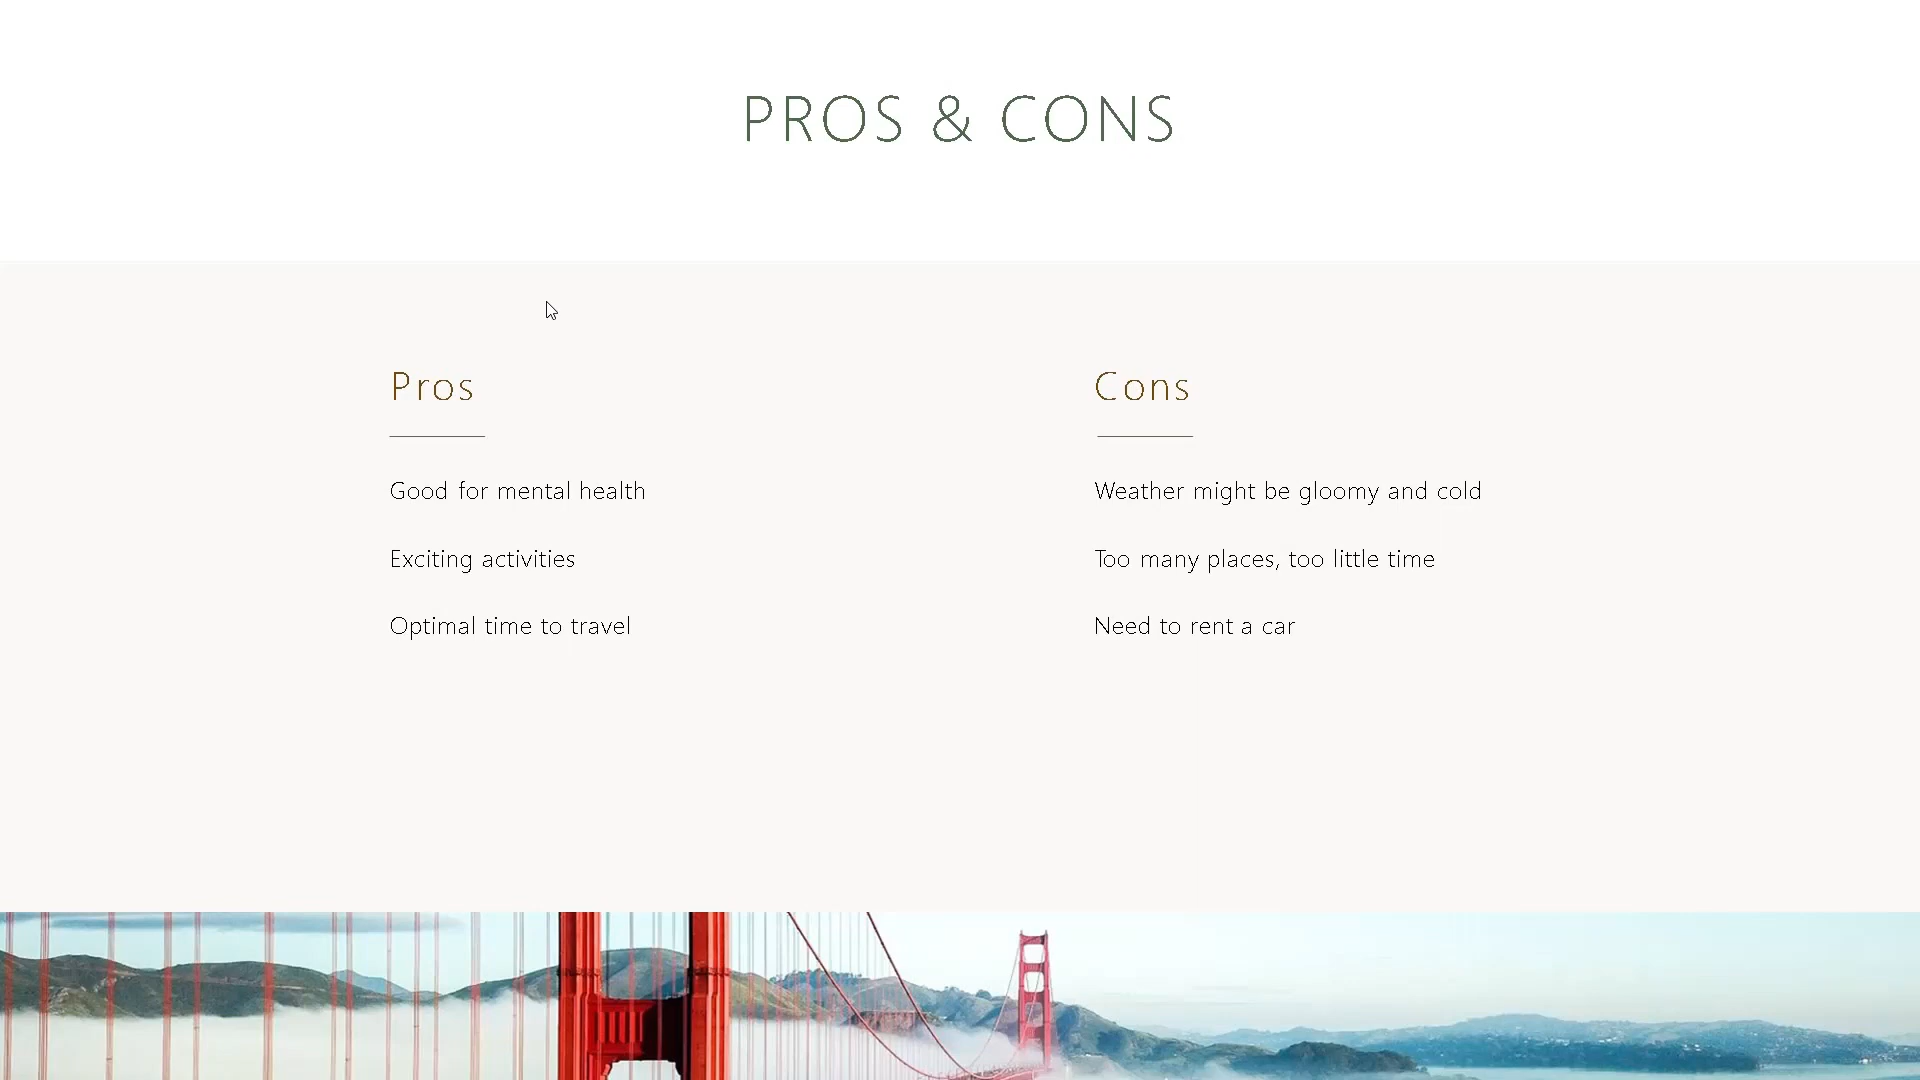 PROS & CONS
Pros
Good for mental health
Exciting activities
Optimal time to travel
Cons
Weather might be gloomy and cold
Too many places, too little time
Need to rent a car